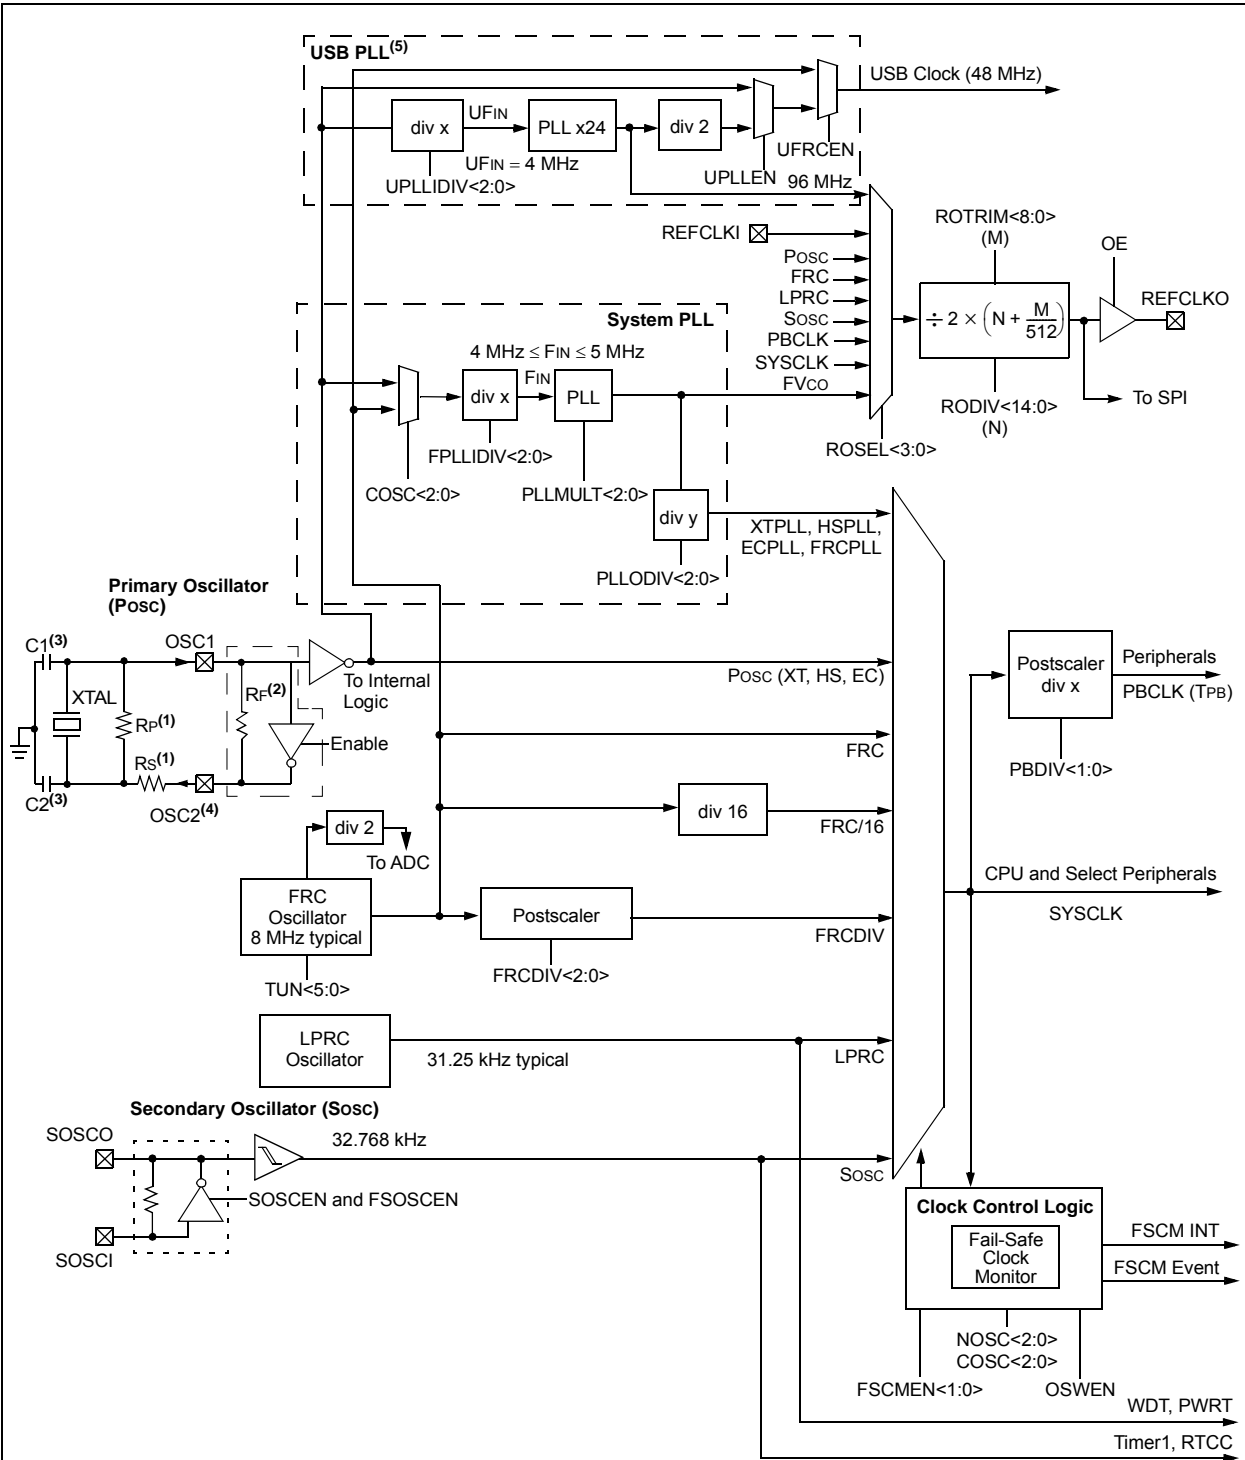 USB PLL(5)
USB Clock (48 MHz)
UFIN
div x
PLL x24
div 2
UFIN = 4 MHz
UFRCEN
UPLLIDIV<2:0>
UPLLEN
96 MHz
REFCLKI
POSC
FRC
LPRC
SOSC
PBCLK
SYSCLK
FVCO
ROTRIM<8:0>
(M)
OE
REFCLKO
÷ 2 × (N + M/512)
To SPI
RODIV<14:0>
(N)
ROSEL<3:0>
System PLL
4 MHz ≤ FIN ≤ 5 MHz
FIN
div x
PLL
FPLLIDIV<2:0>
COSC<2:0>
PLLMULT<2:0>
div y
XTPLL, HSPLL,
ECPLL, FRCPLL
PLLODIV<2:0>
Primary Oscillator
(POSC)
C1(3)
OSC1
XTAL
RP(1)
RF(2)
To Internal
Logic
Enable
RS(1)
C2(3)
OSC2(4)
POSC (XT, HS, EC)
Postscaler
div x
Peripherals
PBCLK (TPB)
PBDIV<1:0>
FRC
div 16
FRC/16
div 2
To ADC
FRC
Oscillator
8 MHz typical
Postscaler
FRCDIV
CPU and Select Peripherals
SYSCLK
TUN<5:0>
FRCDIV<2:0>
LPRC
Oscillator
31.25 kHz typical
LPRC
Secondary Oscillator (SOSC)
SOSCO
32.768 kHz
SOSC
SOSCEN and FSOSCEN
SOSCI
Clock Control Logic
Fail-Safe
Clock
Monitor
FSCM INT
FSCM Event
NOSC<2:0>
COSC<2:0>
FSCMEN<1:0>
OSWEN
WDT, PWRT
Timer1, RTCC